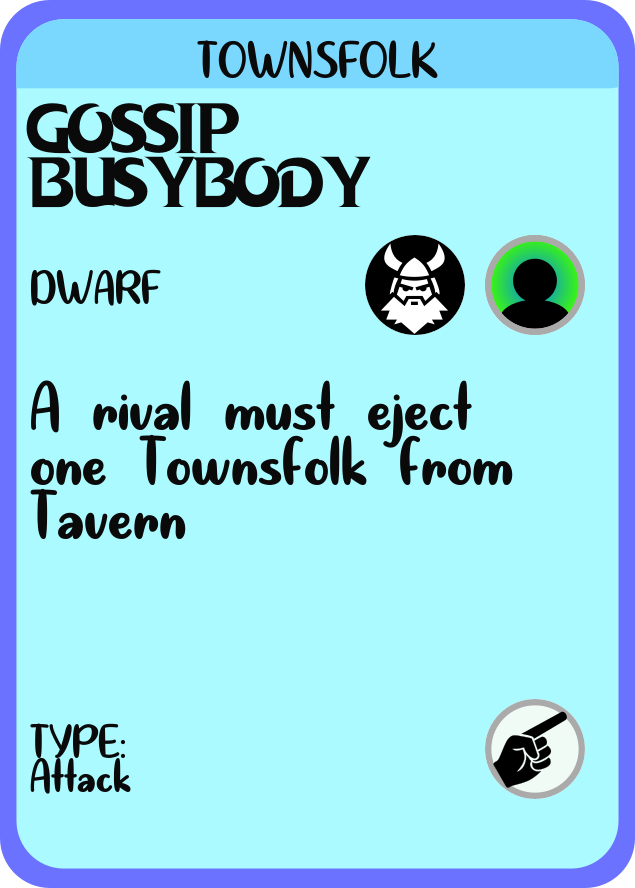 TOWNSFOLK
GOSSIP
BUSYBODY
DWARF
A rival must eject
one Townsfolk from
Tavern
TYPE:
Attack